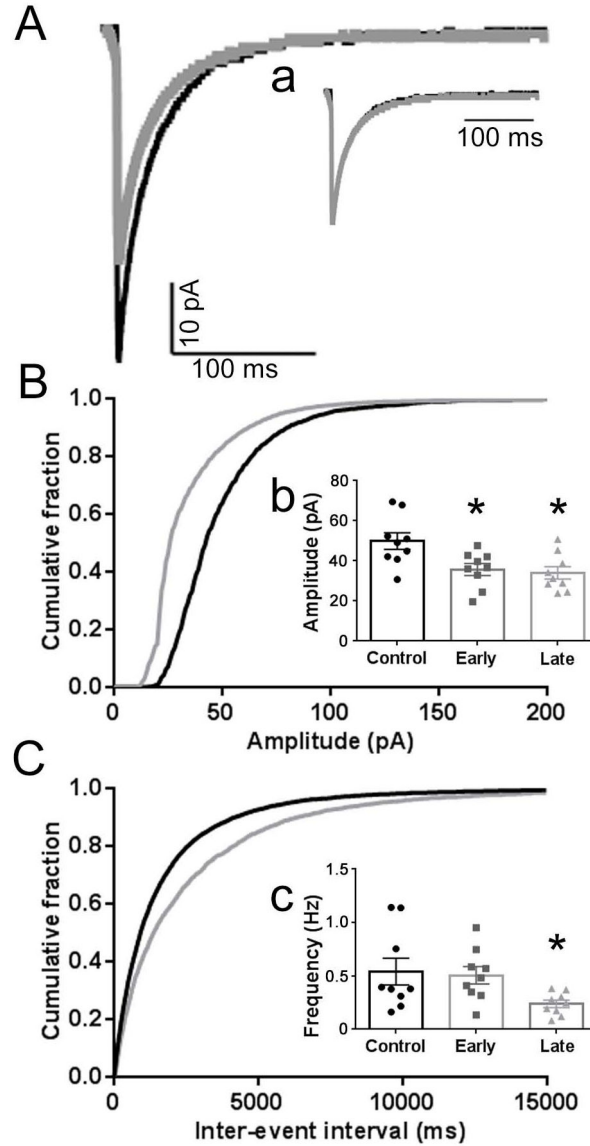 A
a
100 ms
10 pA
100 ms
B
1.0
0.8
0.6
0.4
0.2
0.0
Cumulative fraction
0 50 100 150 200
Amplitude (pA)
b
80
60
40
20
0
Amplitude (pA)
* *
Control Early Late
C
1.0
0.8
0.6
0.4
0.2
0.0
Cumulative fraction
0 5000 10000 15000
Inter-event interval (ms)
c
1.5
1.0
0.5
0
Frequency (Hz)
*
Control Early Late